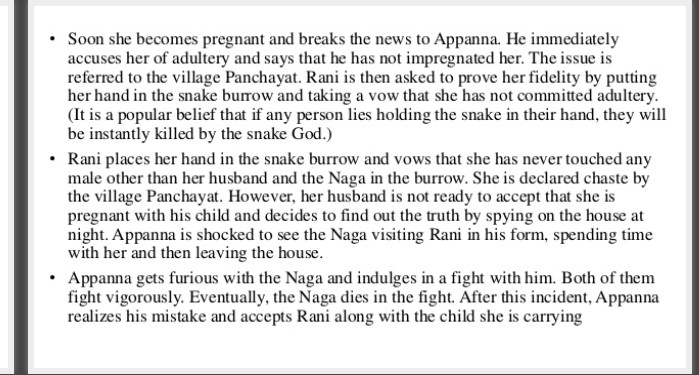 • Soon she becomes pregnant and breaks the news to Appanna. He immediately
accuses her of adultery and says that he has not impregnated her. The issue is
referred to the village Panchayat. Rani is then asked to prove her fidelity by putting
her hand in the snake burrow and taking a vow that she has not committed adultery.
(It is a popular belief that if any person lies holding the snake in their hand, they will
be instantly killed by the snake God.)
• Rani places her hand in the snake burrow and vows that she has never touched any
male other than her husband and the Naga in the burrow. She is declared chaste by
the village Panchayat. However, her husband is not ready to accept that she is
pregnant with his child and decides to find out the truth by spying on the house at
night. Appanna is shocked to see the Naga visiting Rani in his form, spending time
with her and then leaving the house.
• Appanna gets furious with the Naga and indulges in a fight with him. Both of them
fight vigorously. Eventually, the Naga dies in the fight. After this incident, Appanna
realizes his mistake and accepts Rani along with the child she is carrying